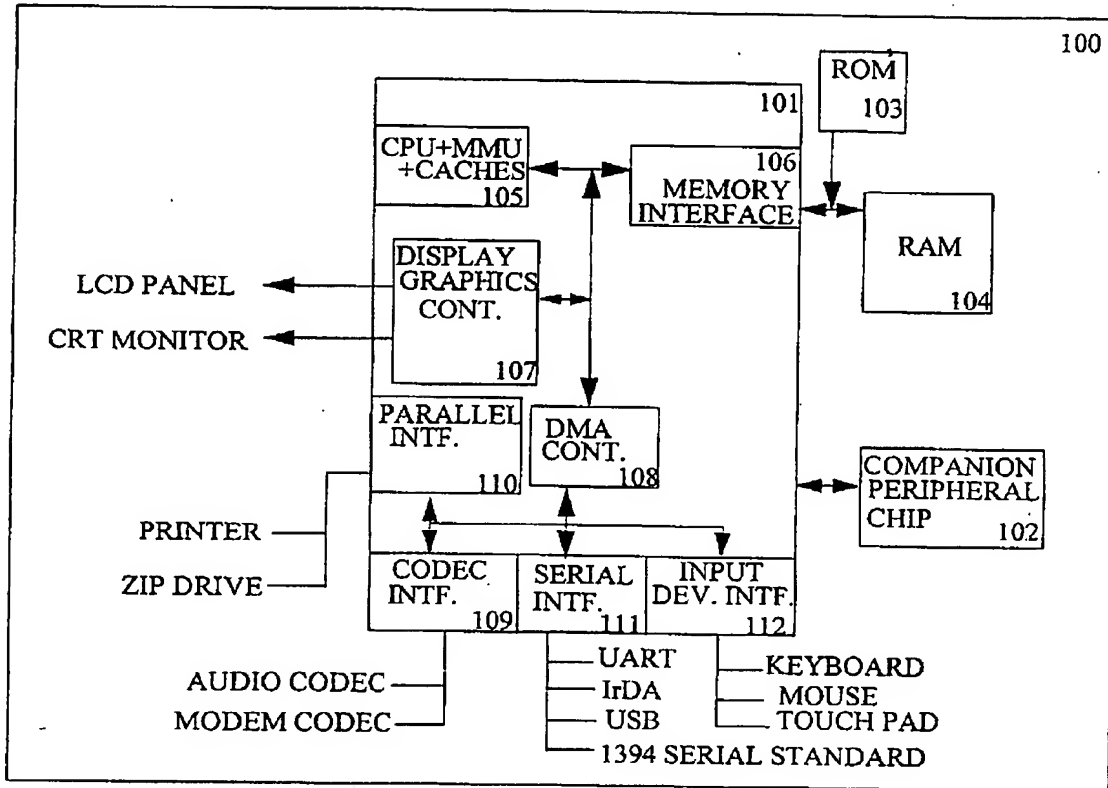 100
ROM
103
101
CPU+MMU
+CACHES
105
106
MEMORY
INTERFACE
RAM
104
DISPLAY
GRAPHICS
CONT.
107
LCD PANEL
CRT MONITOR
PARALLEL
INTF.
110
DMA
CONT.
108
COMPANION
PERIPHERAL
CHIP
102
PRINTER
ZIP DRIVE
CODEC
INTF.
109
SERIAL
INTF.
111
INPUT
DEV. INTF.
112
AUDIO CODEC
MODEM CODEC
UART
IrDA
USB
1394 SERIAL STANDARD
KEYBOARD
MOUSE
TOUCH PAD